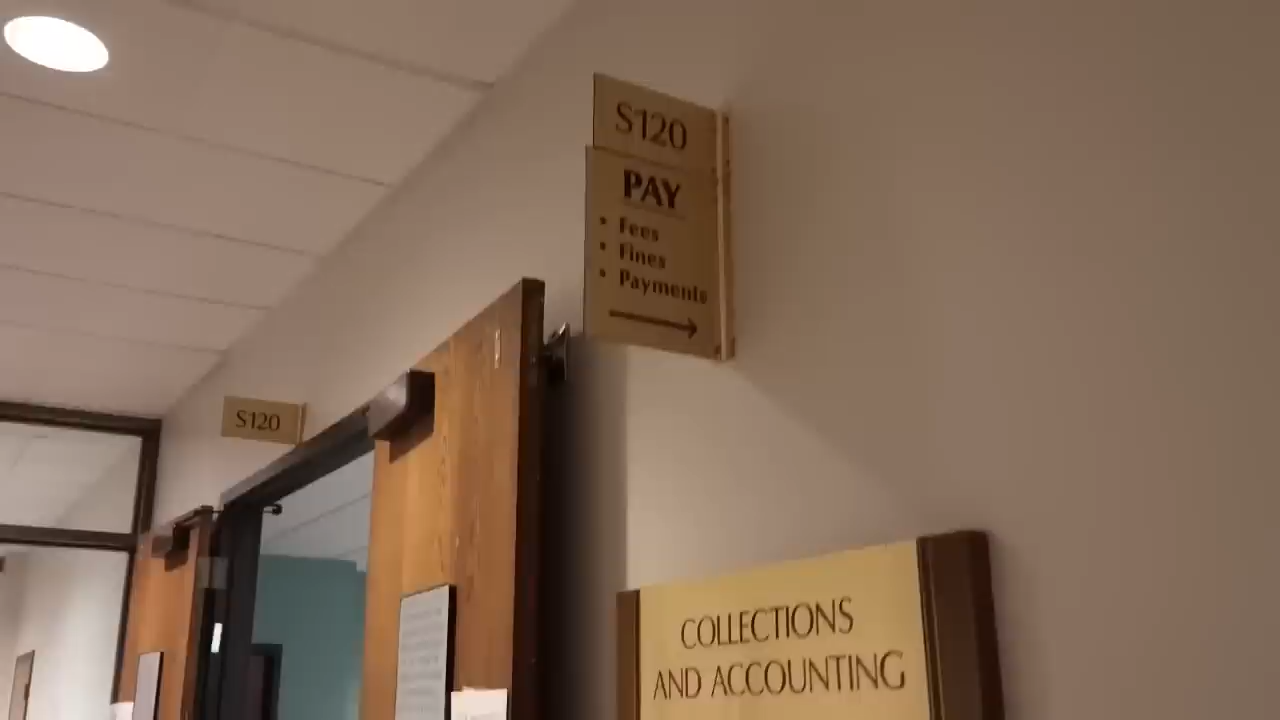 S120
PAY
• Fees
• Fines
• Payments
S120
COLLECTIONS
AND ACCOUNTING